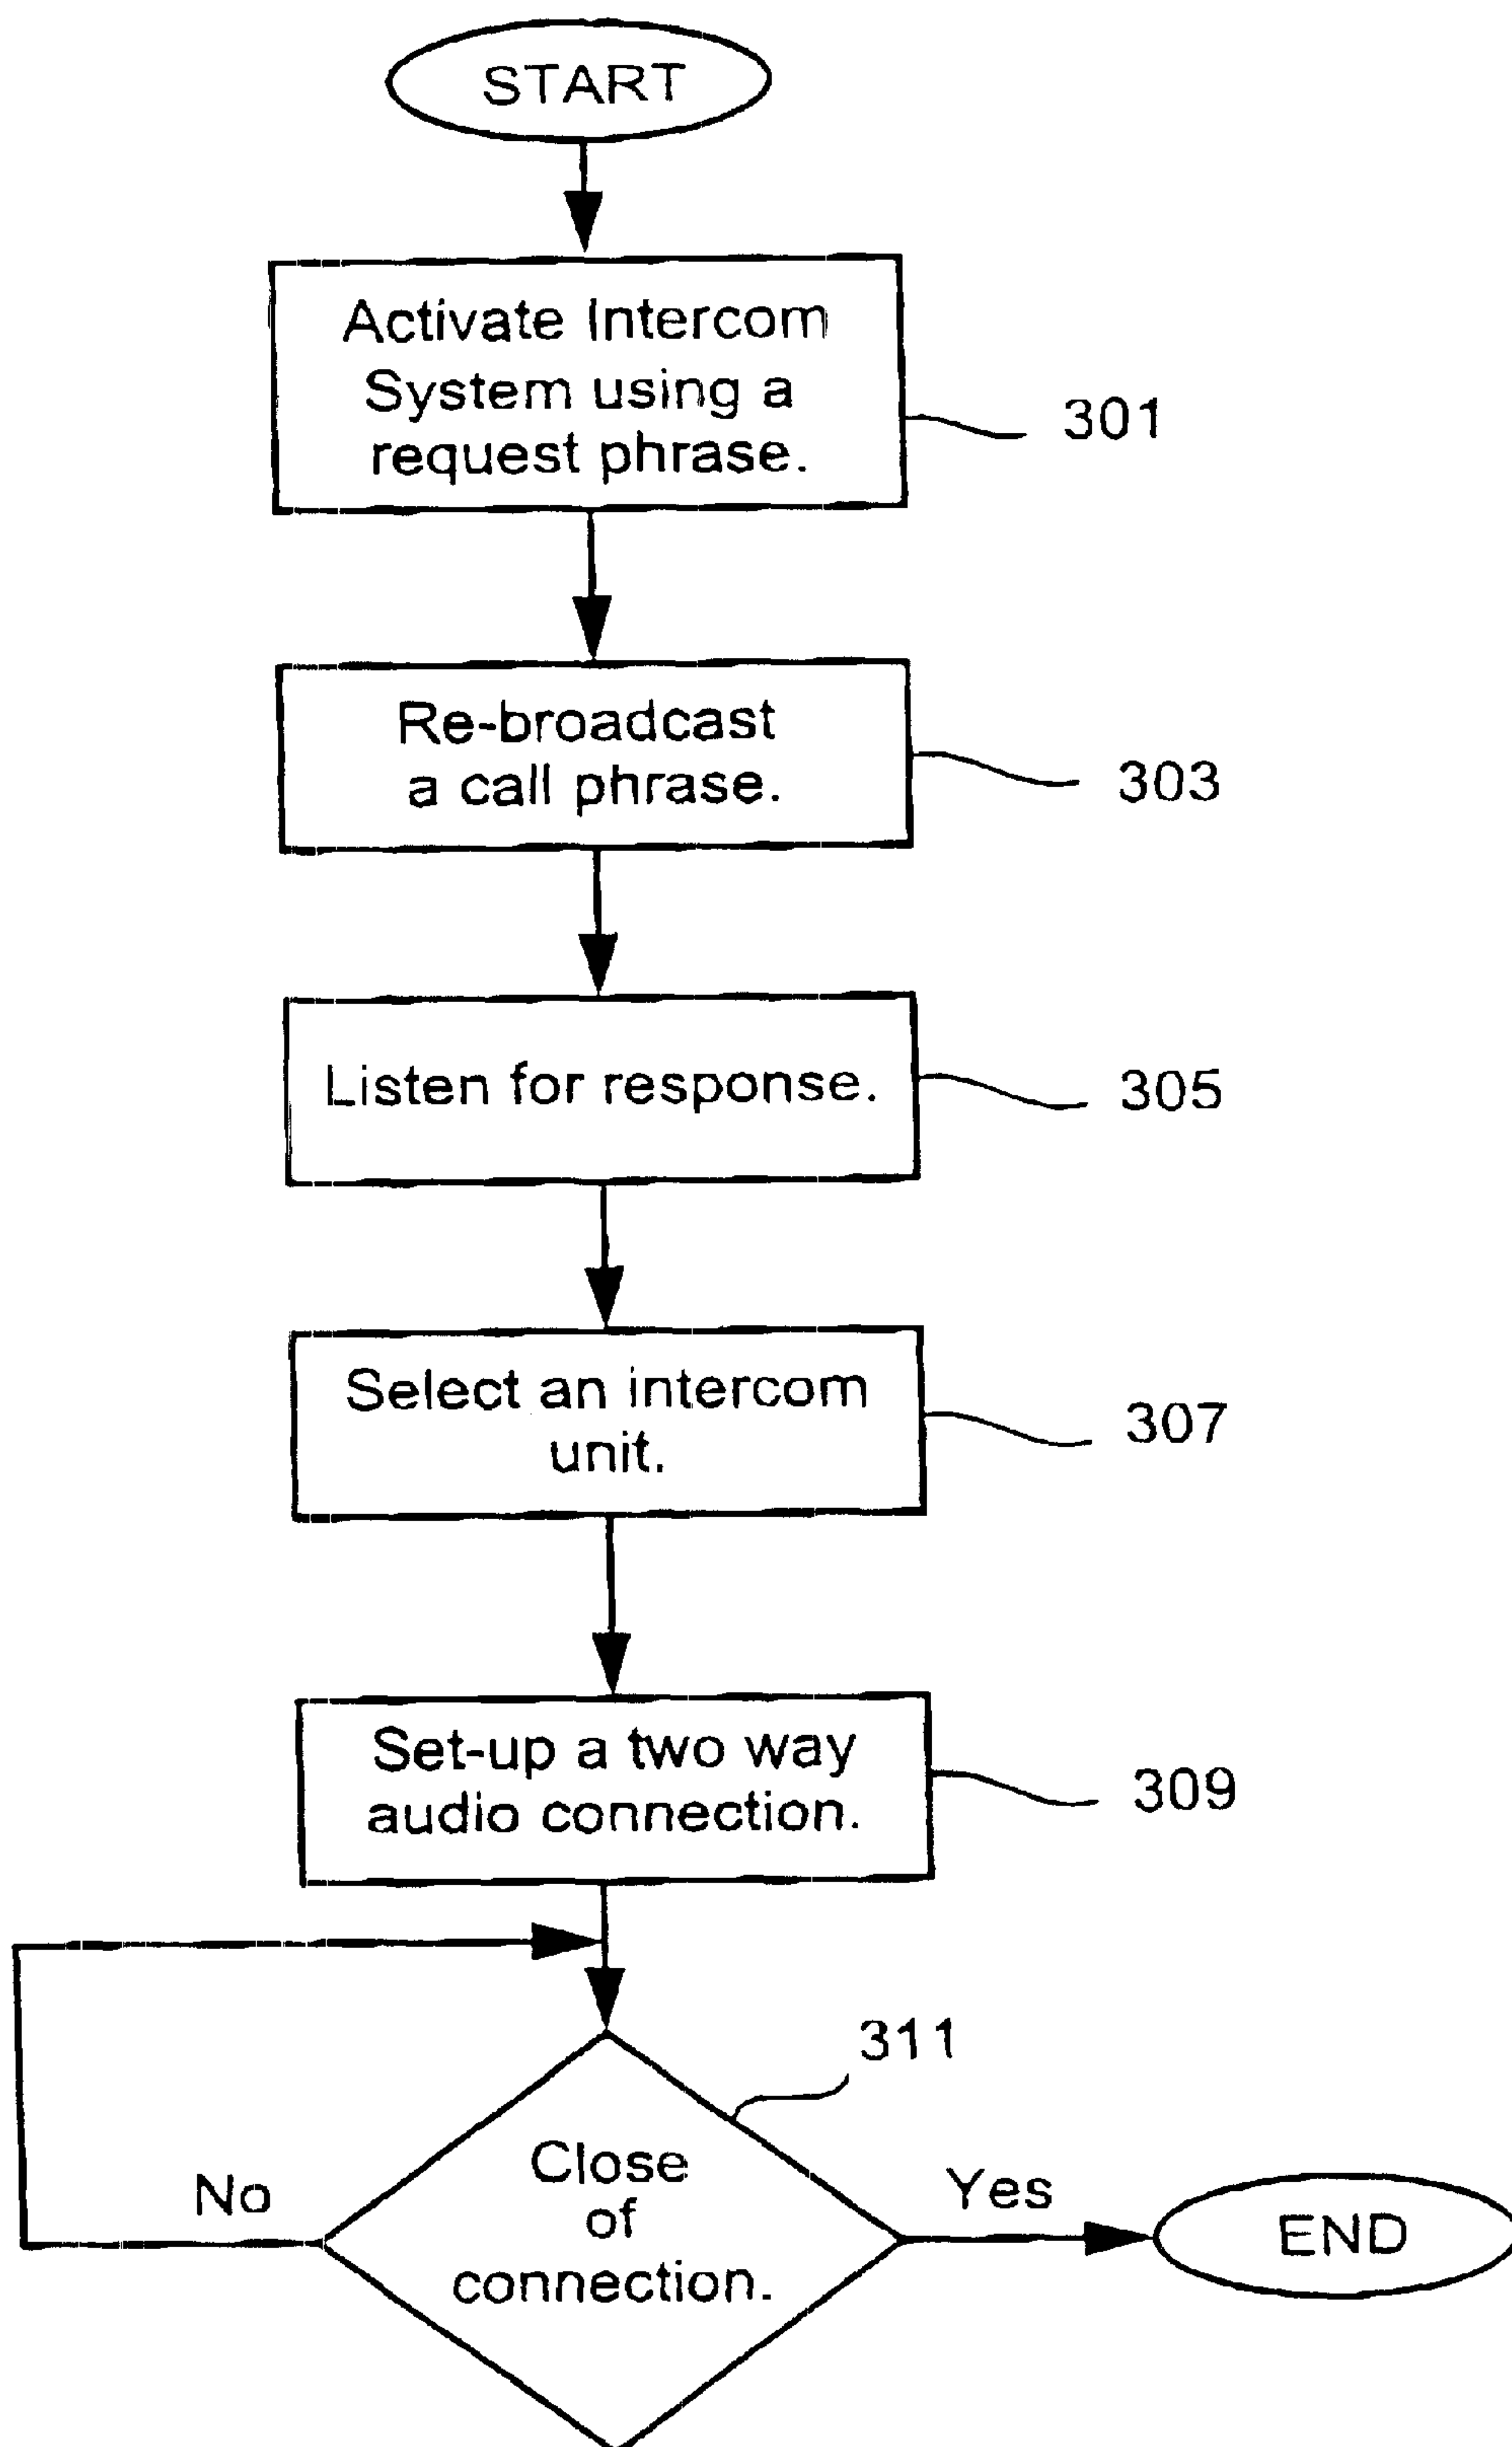 START
Activate Intercom
System using a
request phrase.
301
Re-broadcast
a call phrase.
303
Listen for response.
305
Select an intercom
unit.
307
Set-up a two way
audio connection.
309
311
Close
of
connection.
No
Yes
END